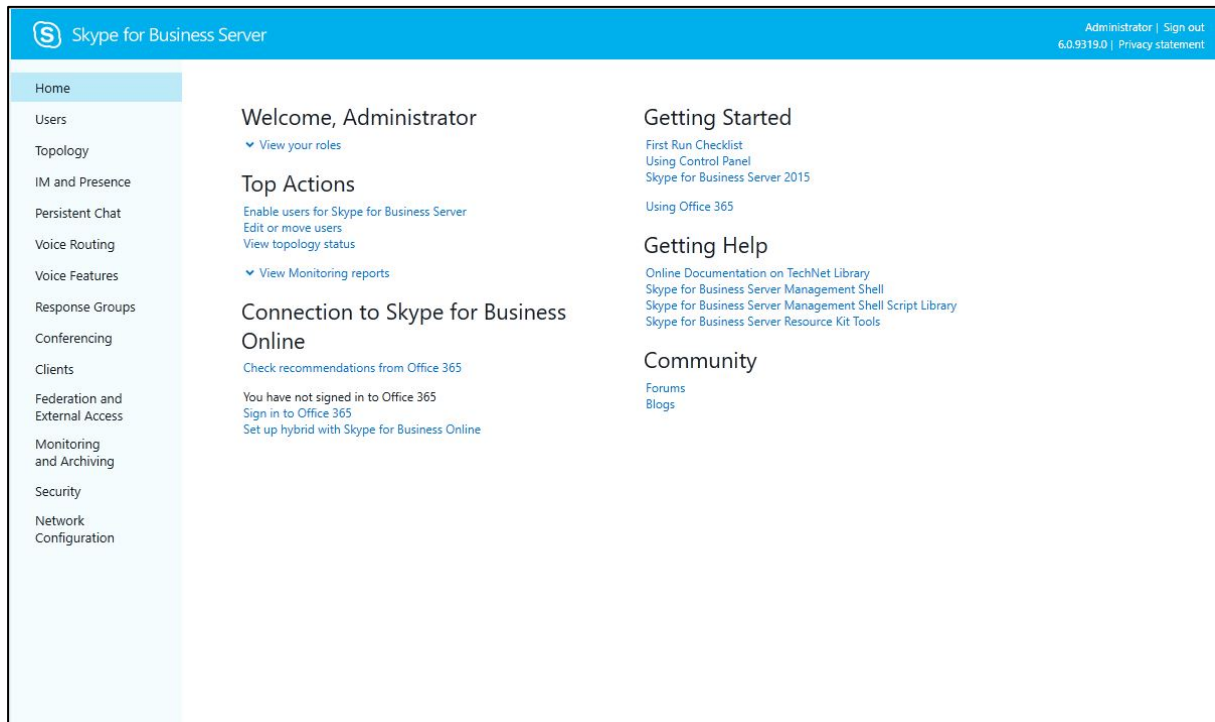 Skype for Business Server
Administrator | Sign out
6.0.9319.0 | Privacy statement
Home
Users
Topology
IM and Presence
Persistent Chat
Voice Routing
Voice Features
Response Groups
Conferencing
Clients
Federation and
External Access
Monitoring
and Archiving
Security
Network
Configuration
Welcome, Administrator
View your roles
Top Actions
Enable users for Skype for Business Server
Edit or move users
View topology status
View Monitoring reports
Connection to Skype for Business
Online
Check recommendations from Office 365
You have not signed in to Office 365
Sign in to Office 365
Set up hybrid with Skype for Business Online
Getting Started
First Run Checklist
Using Control Panel
Skype for Business Server 2015
Using Office 365
Getting Help
Online Documentation on TechNet Library
Skype for Business Server Management Shell
Skype for Business Server Management Shell Script Library
Skype for Business Server Resource Kit Tools
Community
Forums
Blogs